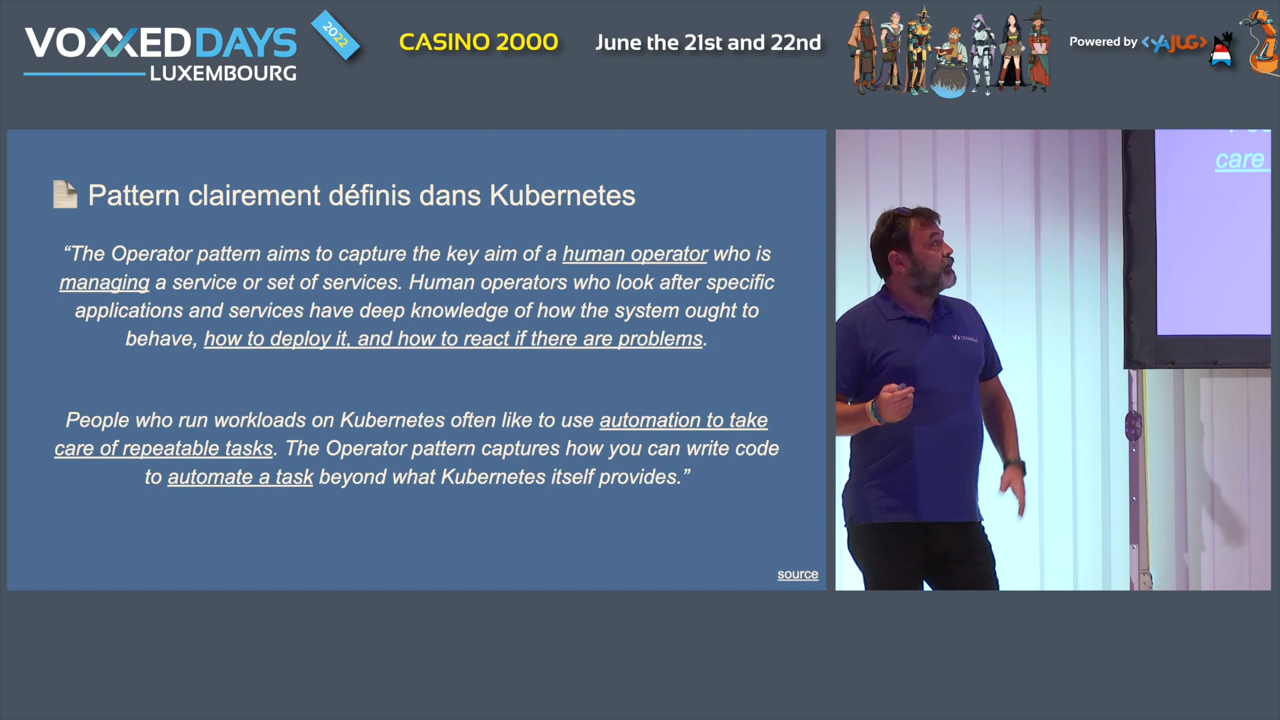 VOXXEDDAYS
LUXEMBOURG
2022
CASINO 2000
June the 21st and 22nd
Powered by <YAJUG>
Pattern clairement définis dans Kubernetes
“The Operator pattern aims to capture the key aim of a human operator who is
managing a service or set of services. Human operators who look after specific
applications and services have deep knowledge of how the system ought to
behave, how to deploy it, and how to react if there are problems.
People who run workloads on Kubernetes often like to use automation to take
care of repeatable tasks. The Operator pattern captures how you can write code
to automate a task beyond what Kubernetes itself provides.”
source
care